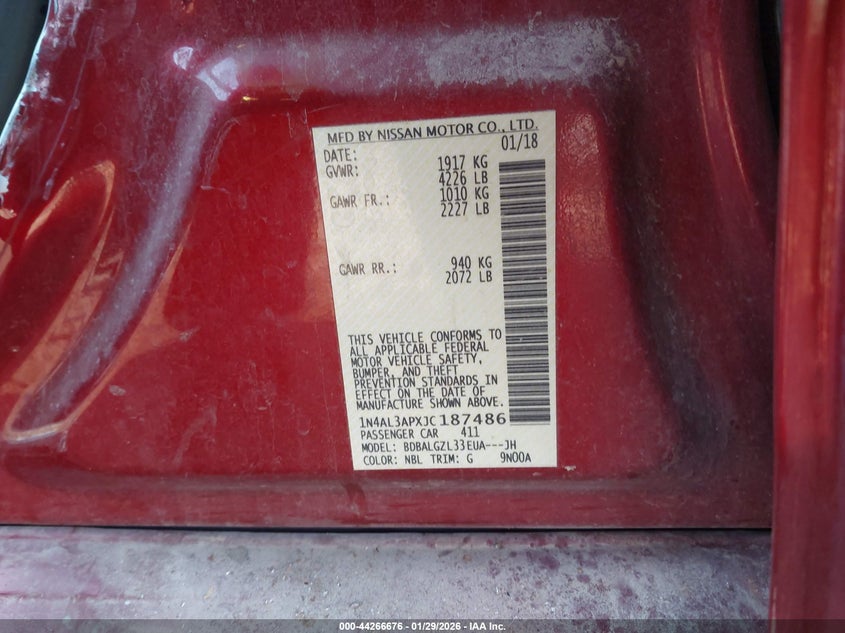 MFD BY NISSAN MOTOR CO., LTD.
DATE: 01/18
GVWR: 1917 KG
4226 LB
GAWR FR.: 1010 KG
2227 LB
GAWR RR.: 940 KG
2072 LB
THIS VEHICLE CONFORMS TO
ALL APPLICABLE FEDERAL
MOTOR VEHICLE SAFETY,
BUMPER, AND THEFT
PREVENTION STANDARDS IN
EFFECT ON THE DATE OF
MANUFACTURE SHOWN ABOVE.
1N4AL3APXJC187486
PASSENGER CAR 411
MODEL: BDBALGZL33EUA---JH
COLOR: NBL TRIM: G 9N00A
000-44266676 | 01/29/2026 - IAA Inc.